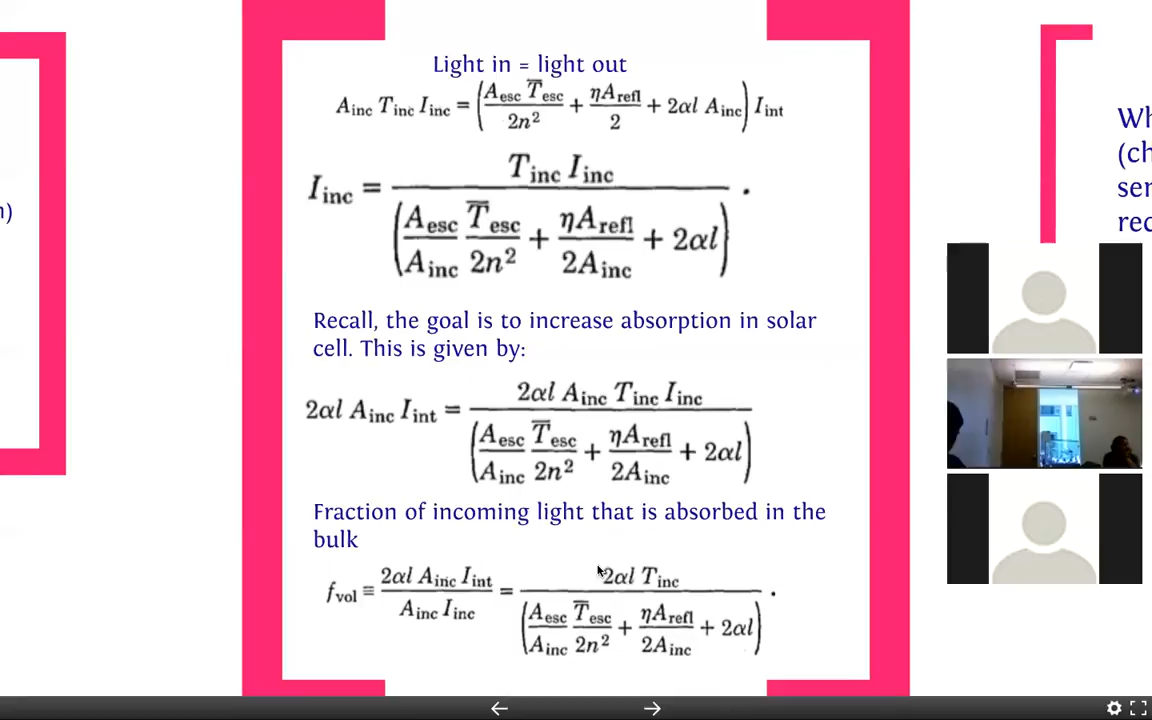 Light in = light out
A_inc T_inc I_inc = (A_esc T̅_esc / 2n² + ηA_refl / 2 + 2αl A_inc) I_int
I_inc = T_inc I_inc / (A_esc / A_inc T̅_esc / 2n² + ηA_refl / 2A_inc + 2αl) .
Recall, the goal is to increase absorption in solar
cell. This is given by:
2αl A_inc I_int = 2αl A_inc T_inc I_inc / (A_esc / A_inc T̅_esc / 2n² + ηA_refl / 2A_inc + 2αl)
Fraction of incoming light that is absorbed in the
bulk
f_vol ≡ 2αl A_inc I_int / A_inc I_inc = 2αl T_inc / (A_esc / A_inc T̅_esc / 2n² + ηA_refl / 2A_inc + 2αl) .